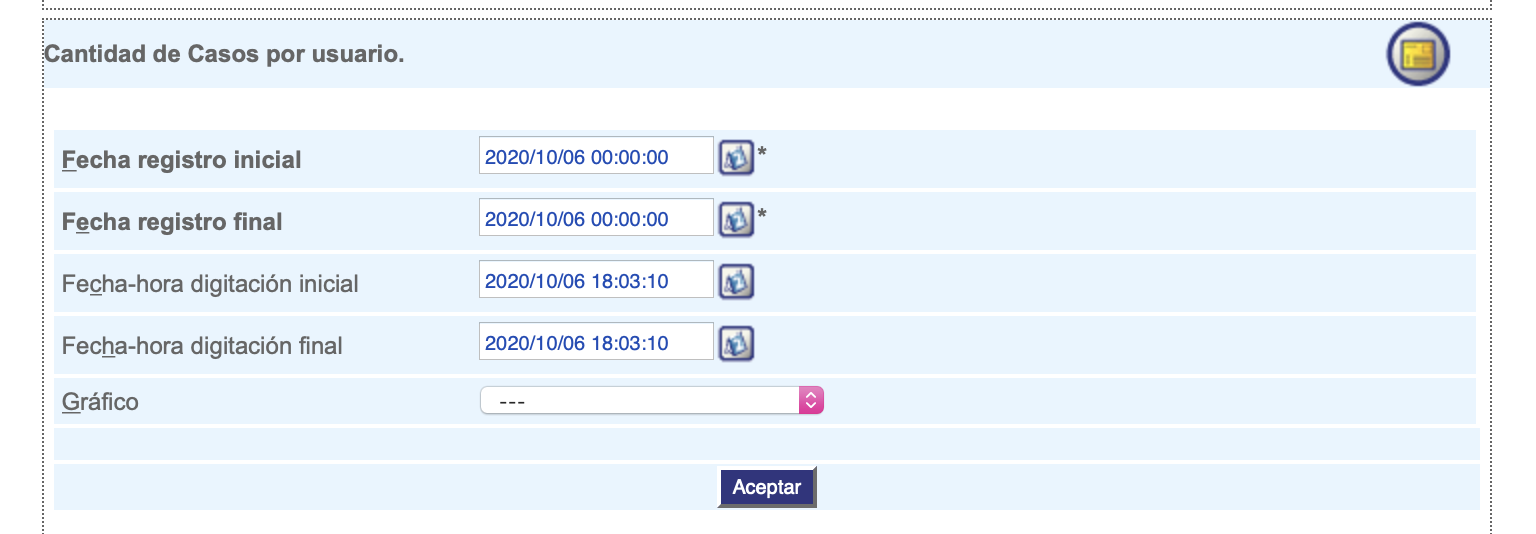 Cantidad de Casos por usuario.
Fecha registro inicial 2020/10/06 00:00:00 *
Fecha registro final 2020/10/06 00:00:00 *
Fecha-hora digitación inicial 2020/10/06 18:03:10
Fecha-hora digitación final 2020/10/06 18:03:10
Gráfico ---
Aceptar